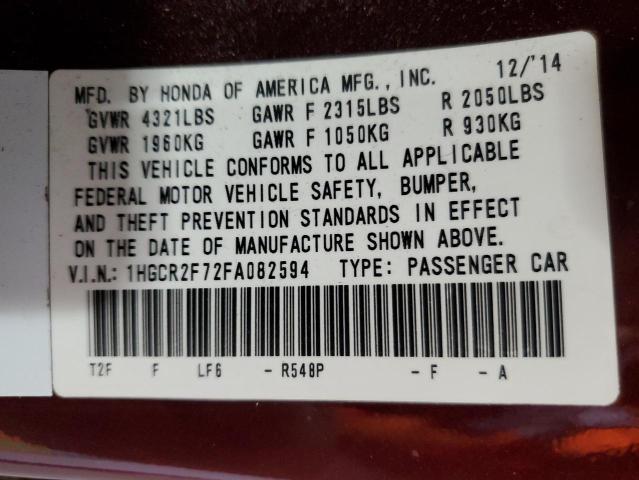 MFD. BY HONDA OF AMERICA MFG., INC. 12/'14
GVWR 4321LBS GAWR F 2315LBS R 2050LBS
GVWR 1960KG GAWR F 1050KG R 930KG
THIS VEHICLE CONFORMS TO ALL APPLICABLE
FEDERAL MOTOR VEHICLE SAFETY, BUMPER,
AND THEFT PREVENTION STANDARDS IN EFFECT
ON THE DATE OF MANUFACTURE SHOWN ABOVE.
V.I.N.: 1HGCR2F72FA082594 TYPE: PASSENGER CAR
T2F F LF6 - R548P - F - A